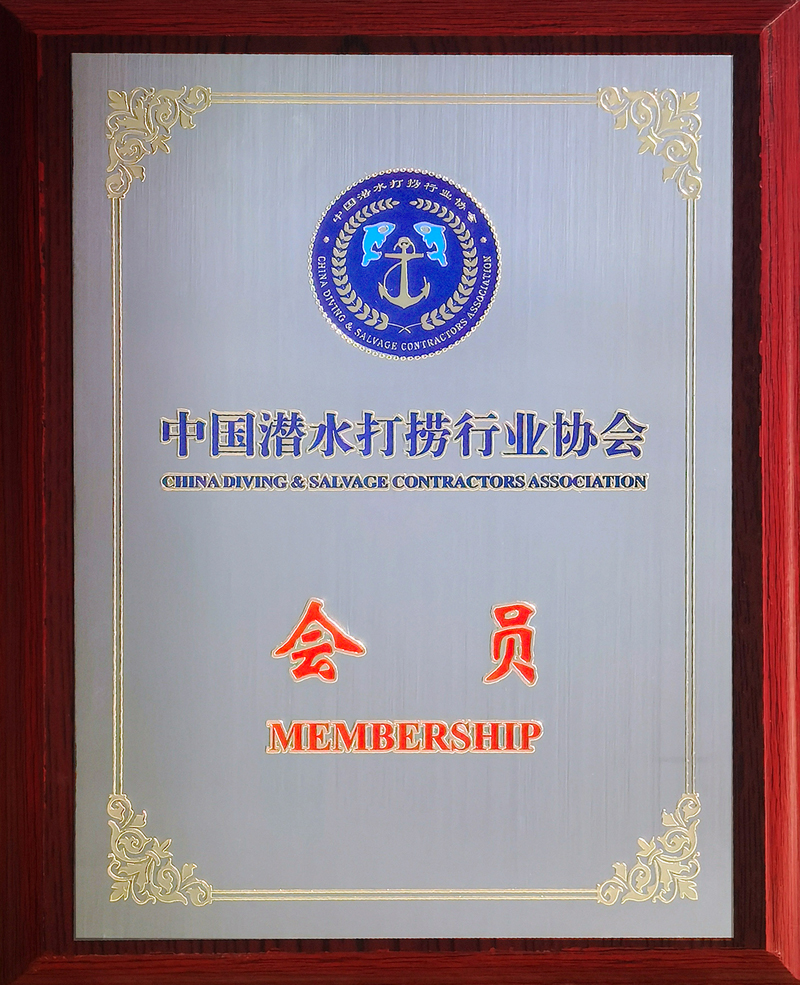 中国潜水打捞行业协会
CHINA DIVING & SALVAGE CONTRACTORS ASSOCIATION
中国潜水打捞行业协会
CHINA DIVING & SALVAGE CONTRACTORS ASSOCIATION
会 员
MEMBERSHIP